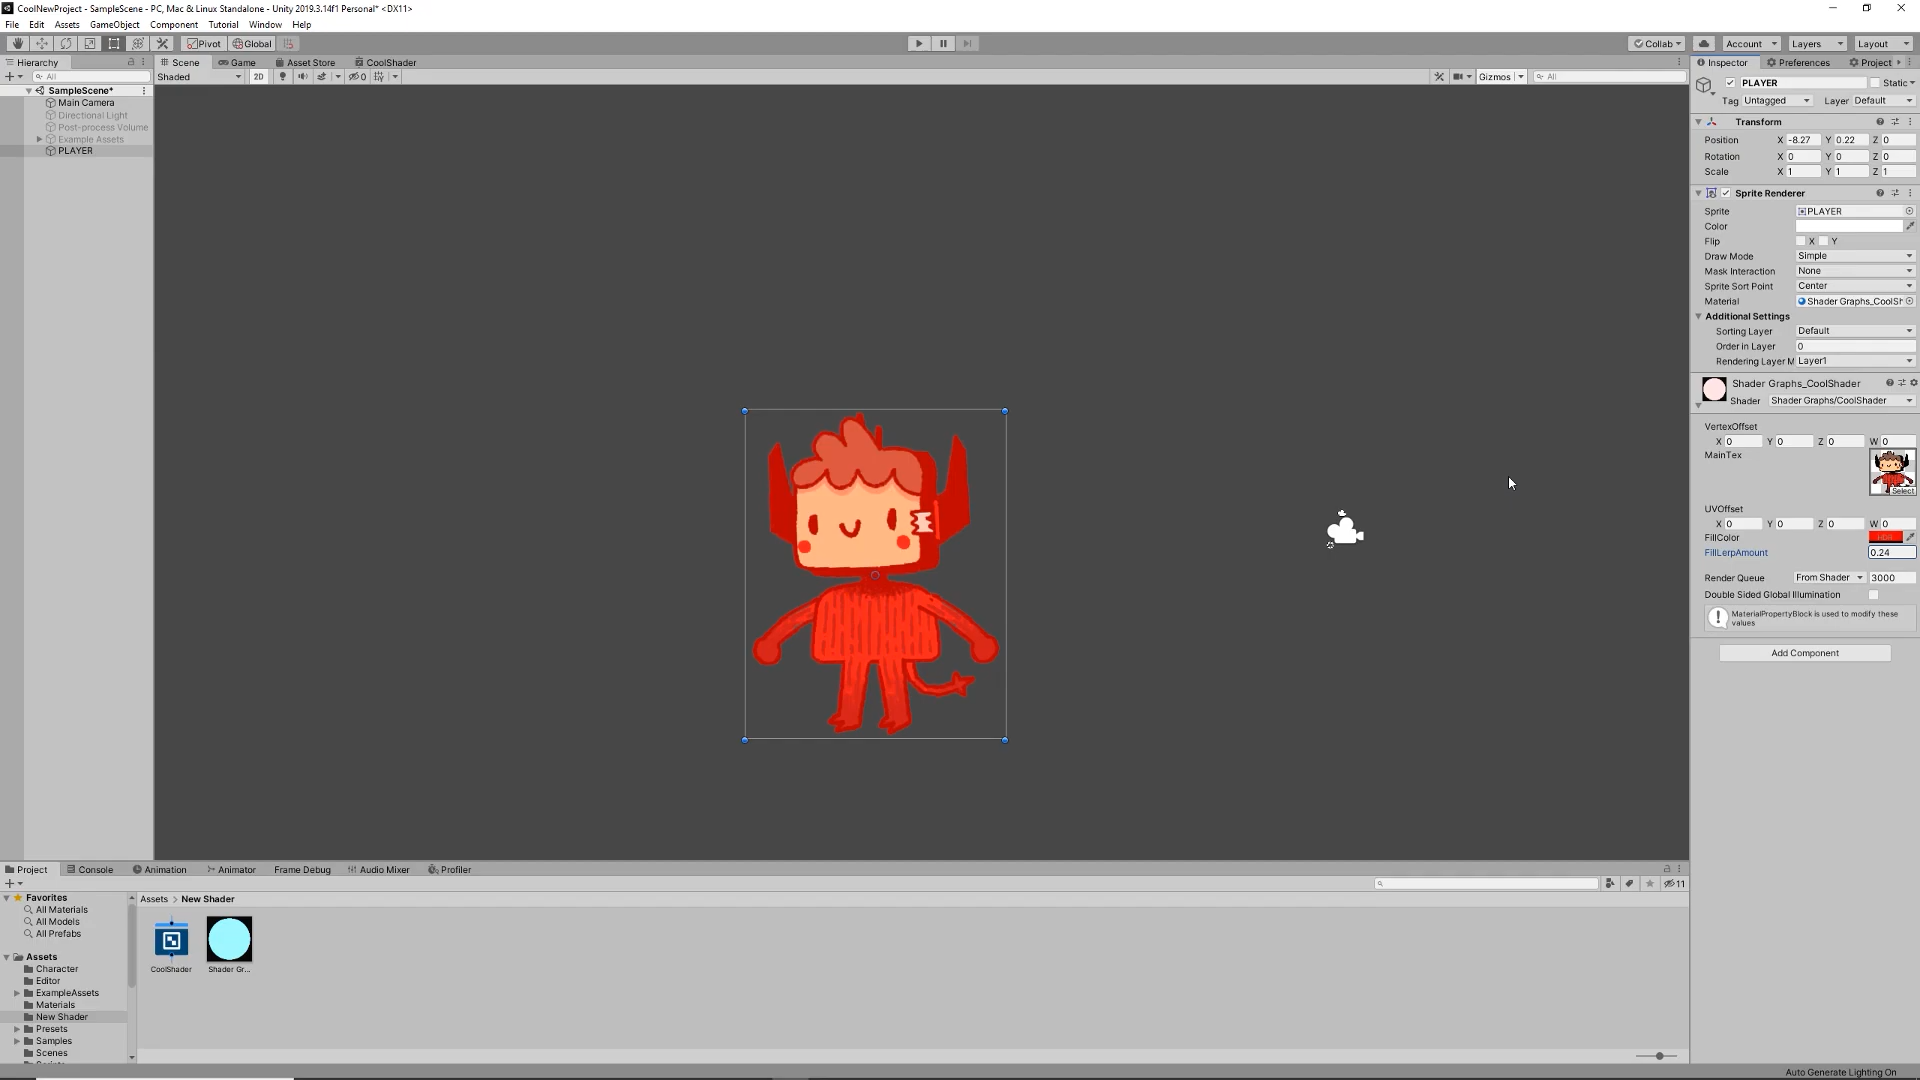 CoolNewProject - SampleScene - PC, Mac & Linux Standalone - Unity 2019.3.14f1 Personal* <DX11>
File Edit Assets GameObject Component Tutorial Window Help
Pivot Global Collab Account Layers Layout
Hierarchy
All
SampleScene*
Main Camera
Directional Light
Post-process Volume
Example Assets
PLAYER
Scene Game Asset Store CoolShader
Shaded 2D 0 Gizmos All
Inspector Preferences Project
PLAYER Static
Tag Untagged Layer Default
Transform
Position X -8.27 Y 0.22 Z 0
Rotation X 0 Y 0 Z 0
Scale X 1 Y 1 Z 1
Sprite Renderer
Sprite PLAYER
Color
Flip X Y
Draw Mode Simple
Mask Interaction None
Sprite Sort Point Center
Material Shader Graphs_CoolSh
Additional Settings
Sorting Layer Default
Order in Layer 0
Rendering Layer M Layer1
Shader Graphs_CoolShader
Shader Shader Graphs/CoolShader
VertexOffset
X 0 Y 0 Z 0 W 0
MainTex
Select
UVOffset
X 0 Y 0 Z 0 W 0
FillColor HDR
FillLerpAmount 0.24
Render Queue From Shader 3000
Double Sided Global Illumination
MaterialPropertyBlock is used to modify these
values
Add Component
Project Console Animation Animator Frame Debug Audio Mixer Profiler
11
Favorites
All Materials
All Models
All Prefabs
Assets
Character
Editor
ExampleAssets
Materials
New Shader
Presets
Samples
Scenes
Assets > New Shader
CoolShader Shader Gr...
Auto Generate Lighting On